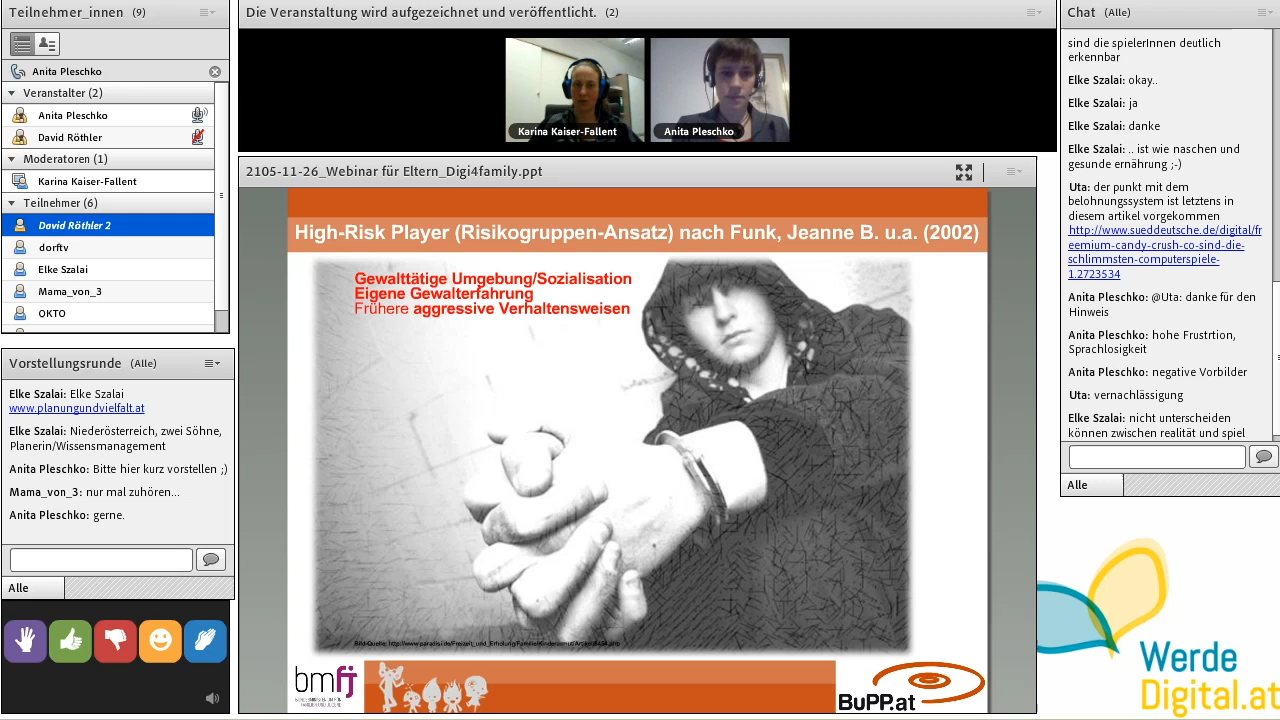 Teilnehmer_innen (9)
Anita Pleschko
Veranstalter (2)
Anita Pleschko
David Röthler
Moderatoren (1)
Karina Kaiser-Fallent
Teilnehmer (6)
David Röthler 2
dorftv
Elke Szalai
Mama_von_3
OKTO
Vorstellungsrunde (Alle)
Elke Szalai: Elke Szalai
www.planungundvielfalt.at
Elke Szalai: Niederösterreich, zwei Söhne,
Planerin/Wissensmanagement
Anita Pleschko: Bitte hier kurz vorstellen ;)
Mama_von_3: nur mal zuhören...
Anita Pleschko: gerne.
Alle
Die Veranstaltung wird aufgezeichnet und veröffentlicht. (2)
Karina Kaiser-Fallent
Anita Pleschko
2105-11-26_Webinar für Eltern_Digi4family.ppt
High-Risk Player (Risikogruppen-Ansatz) nach Funk, Jeanne B. u.a. (2002)
Gewalttätige Umgebung/Sozialisation
Eigene Gewalterfahrung
Frühere aggressive Verhaltensweisen
bmfj
BuPP.at
Chat (Alle)
sind die spielerInnen deutlich
erkennbar
Elke Szalai: okay..
Elke Szalai: ja
Elke Szalai: danke
Elke Szalai: .. ist wie naschen und
gesunde ernährung ;-)
Uta: der punkt mit dem
belohnungssystem ist letztens in
diesem artikel vorgekommen
http://www.sueddeutsche.de/digital/fr
eemium-candy-crush-co-sind-die-
schlimmsten-computerspiele-
1.2723534
Anita Pleschko: @Uta: danke für den
Hinweis
Anita Pleschko: hohe Frustrtion,
Sprachlosigkeit
Anita Pleschko: negative Vorbilder
Uta: vernachlässigung
Elke Szalai: nicht unterscheiden
können zwischen realität und spiel
Alle
Werde
Digital.at